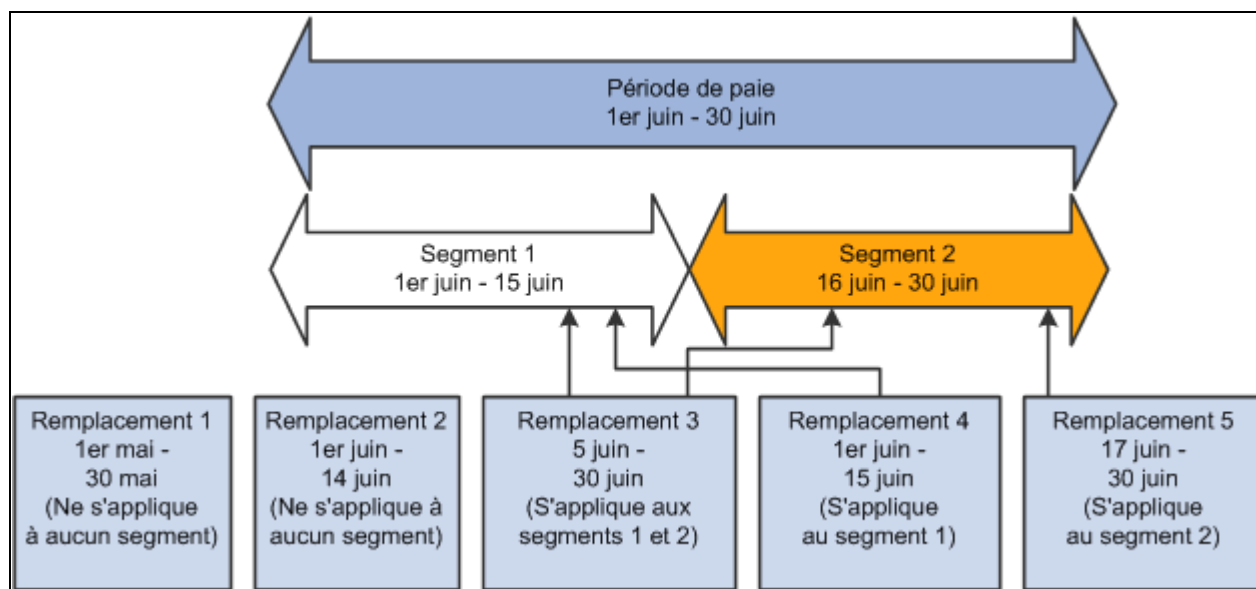 Période de paie
1er juin - 30 juin
Segment 1
1er juin - 15 juin
Segment 2
16 juin - 30 juin
Remplacement 1
1er mai -
30 mai
(Ne s'applique
à aucun segment)
Remplacement 2
1er juin -
14 juin
(Ne s'applique à
aucun segment)
Remplacement 3
5 juin -
30 juin
(S'applique aux
segments 1 et 2)
Remplacement 4
1er juin -
15 juin
(S'applique
au segment 1)
Remplacement 5
17 juin -
30 juin
(S'applique
au segment 2)